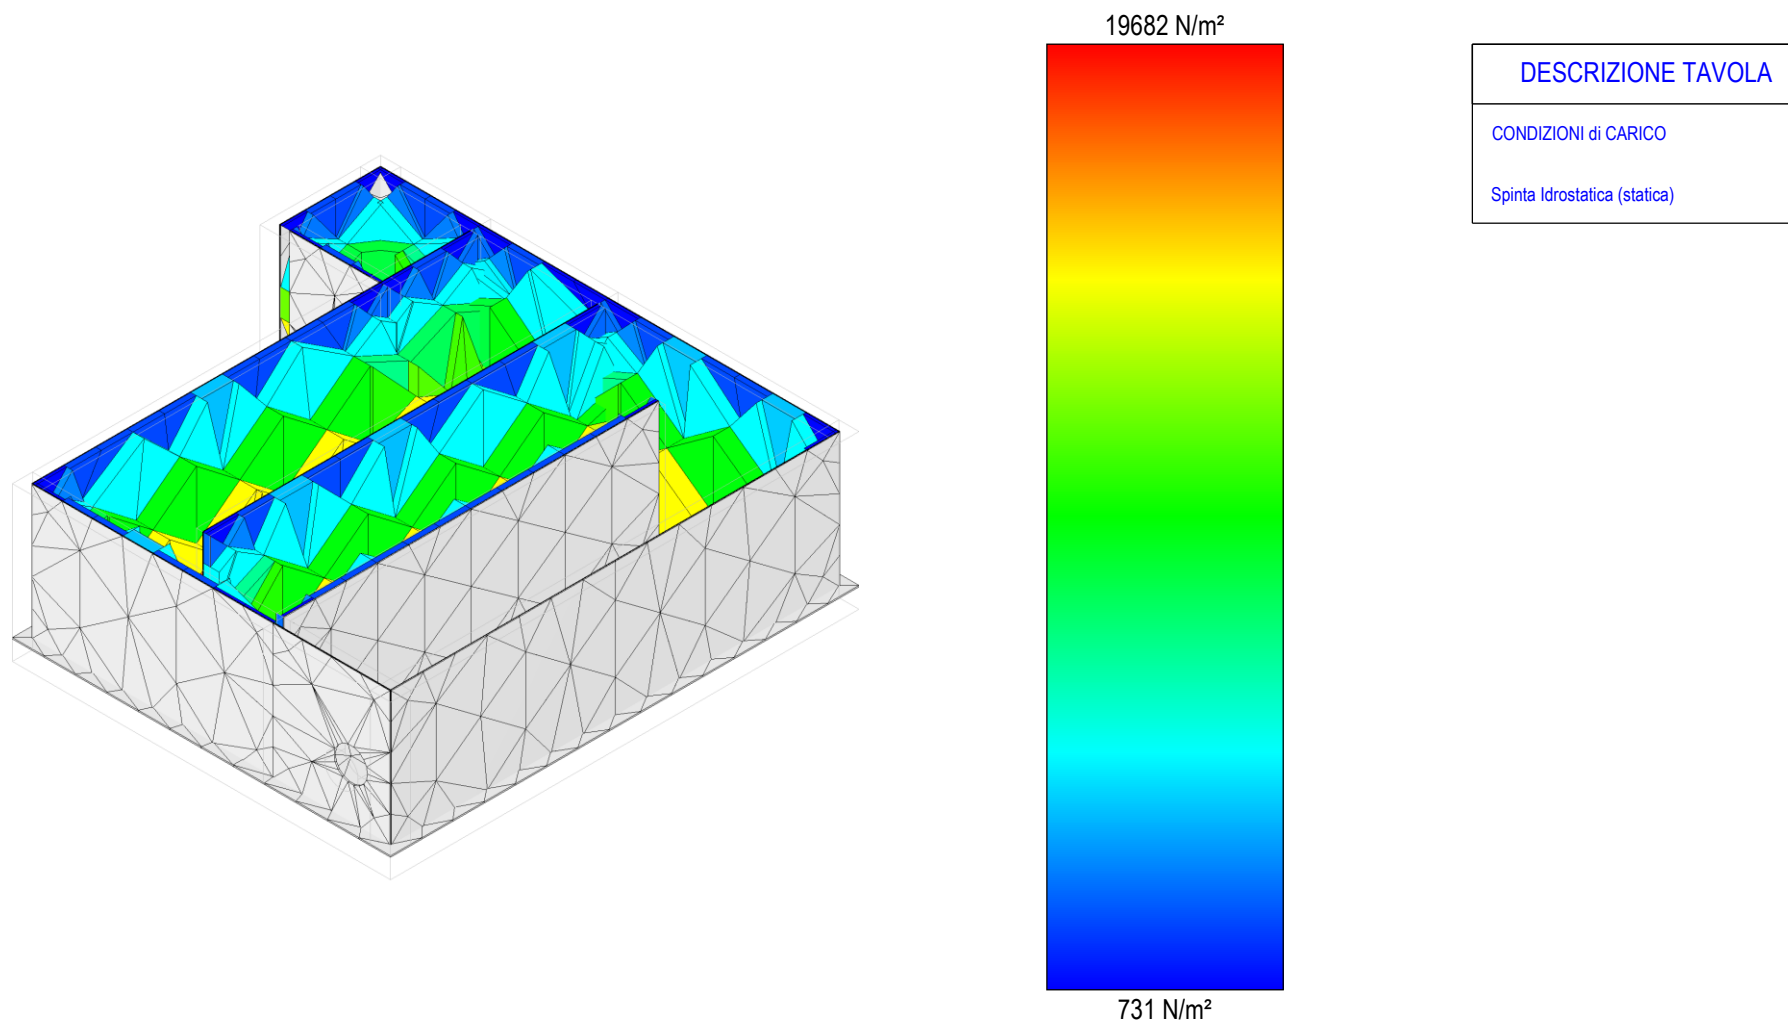 19682 N/m²
DESCRIZIONE TAVOLA
CONDIZIONI di CARICO
Spinta Idrostatica (statica)
731 N/m²